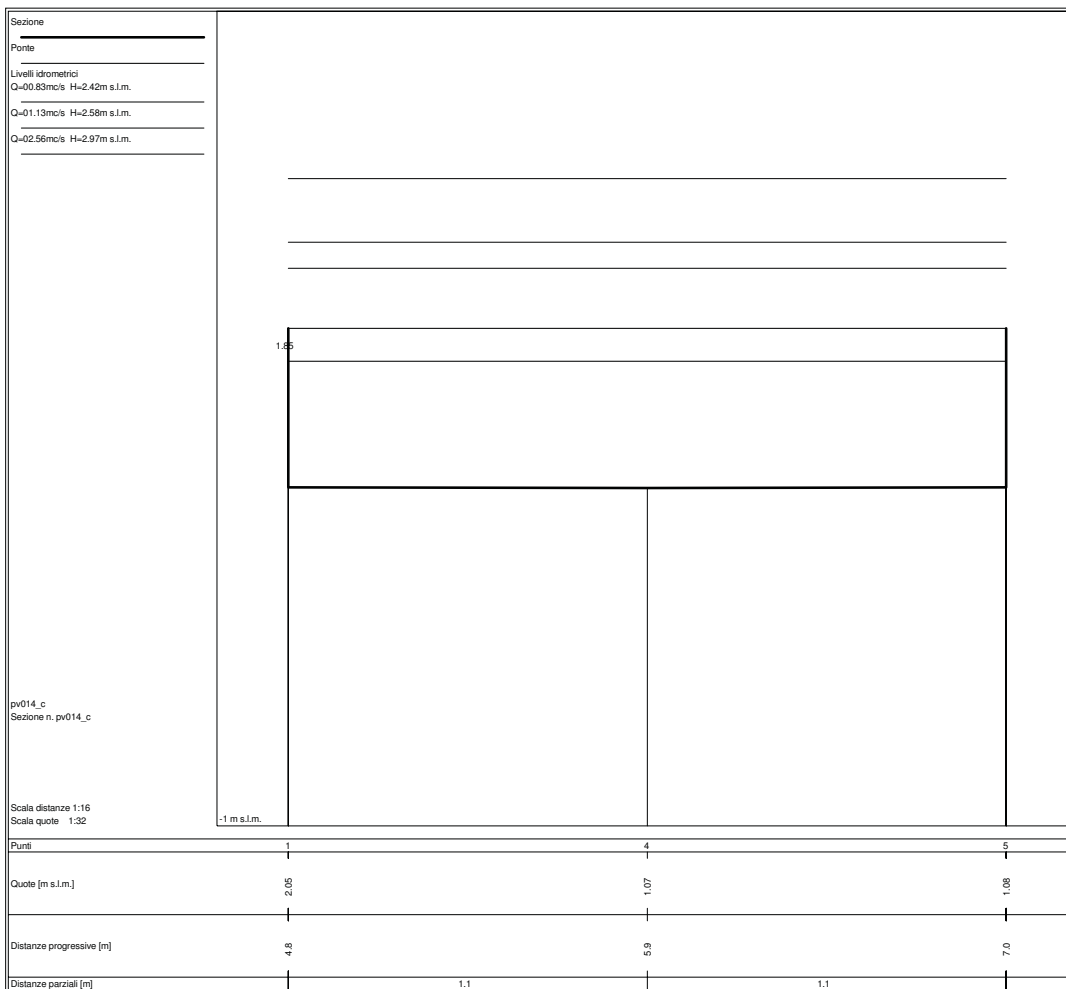 Sezione
Ponte
Livelli idrometrici
Q=00.83mc/s H=2.42m s.l.m.
Q=01.13mc/s H=2.58m s.l.m.
Q=02.56mc/s H=2.97m s.l.m.
1.85
pv014_c
Sezione n. pv014_c
Scala distanze 1:16
Scala quote 1:32
-1 m s.l.m.
Punti 1 4 5
Quote [m s.l.m.] 2.05 1.07 1.08
Distanze progressive [m] 4.8 5.9 7.0
Distanze parziali [m] 1.1 1.1